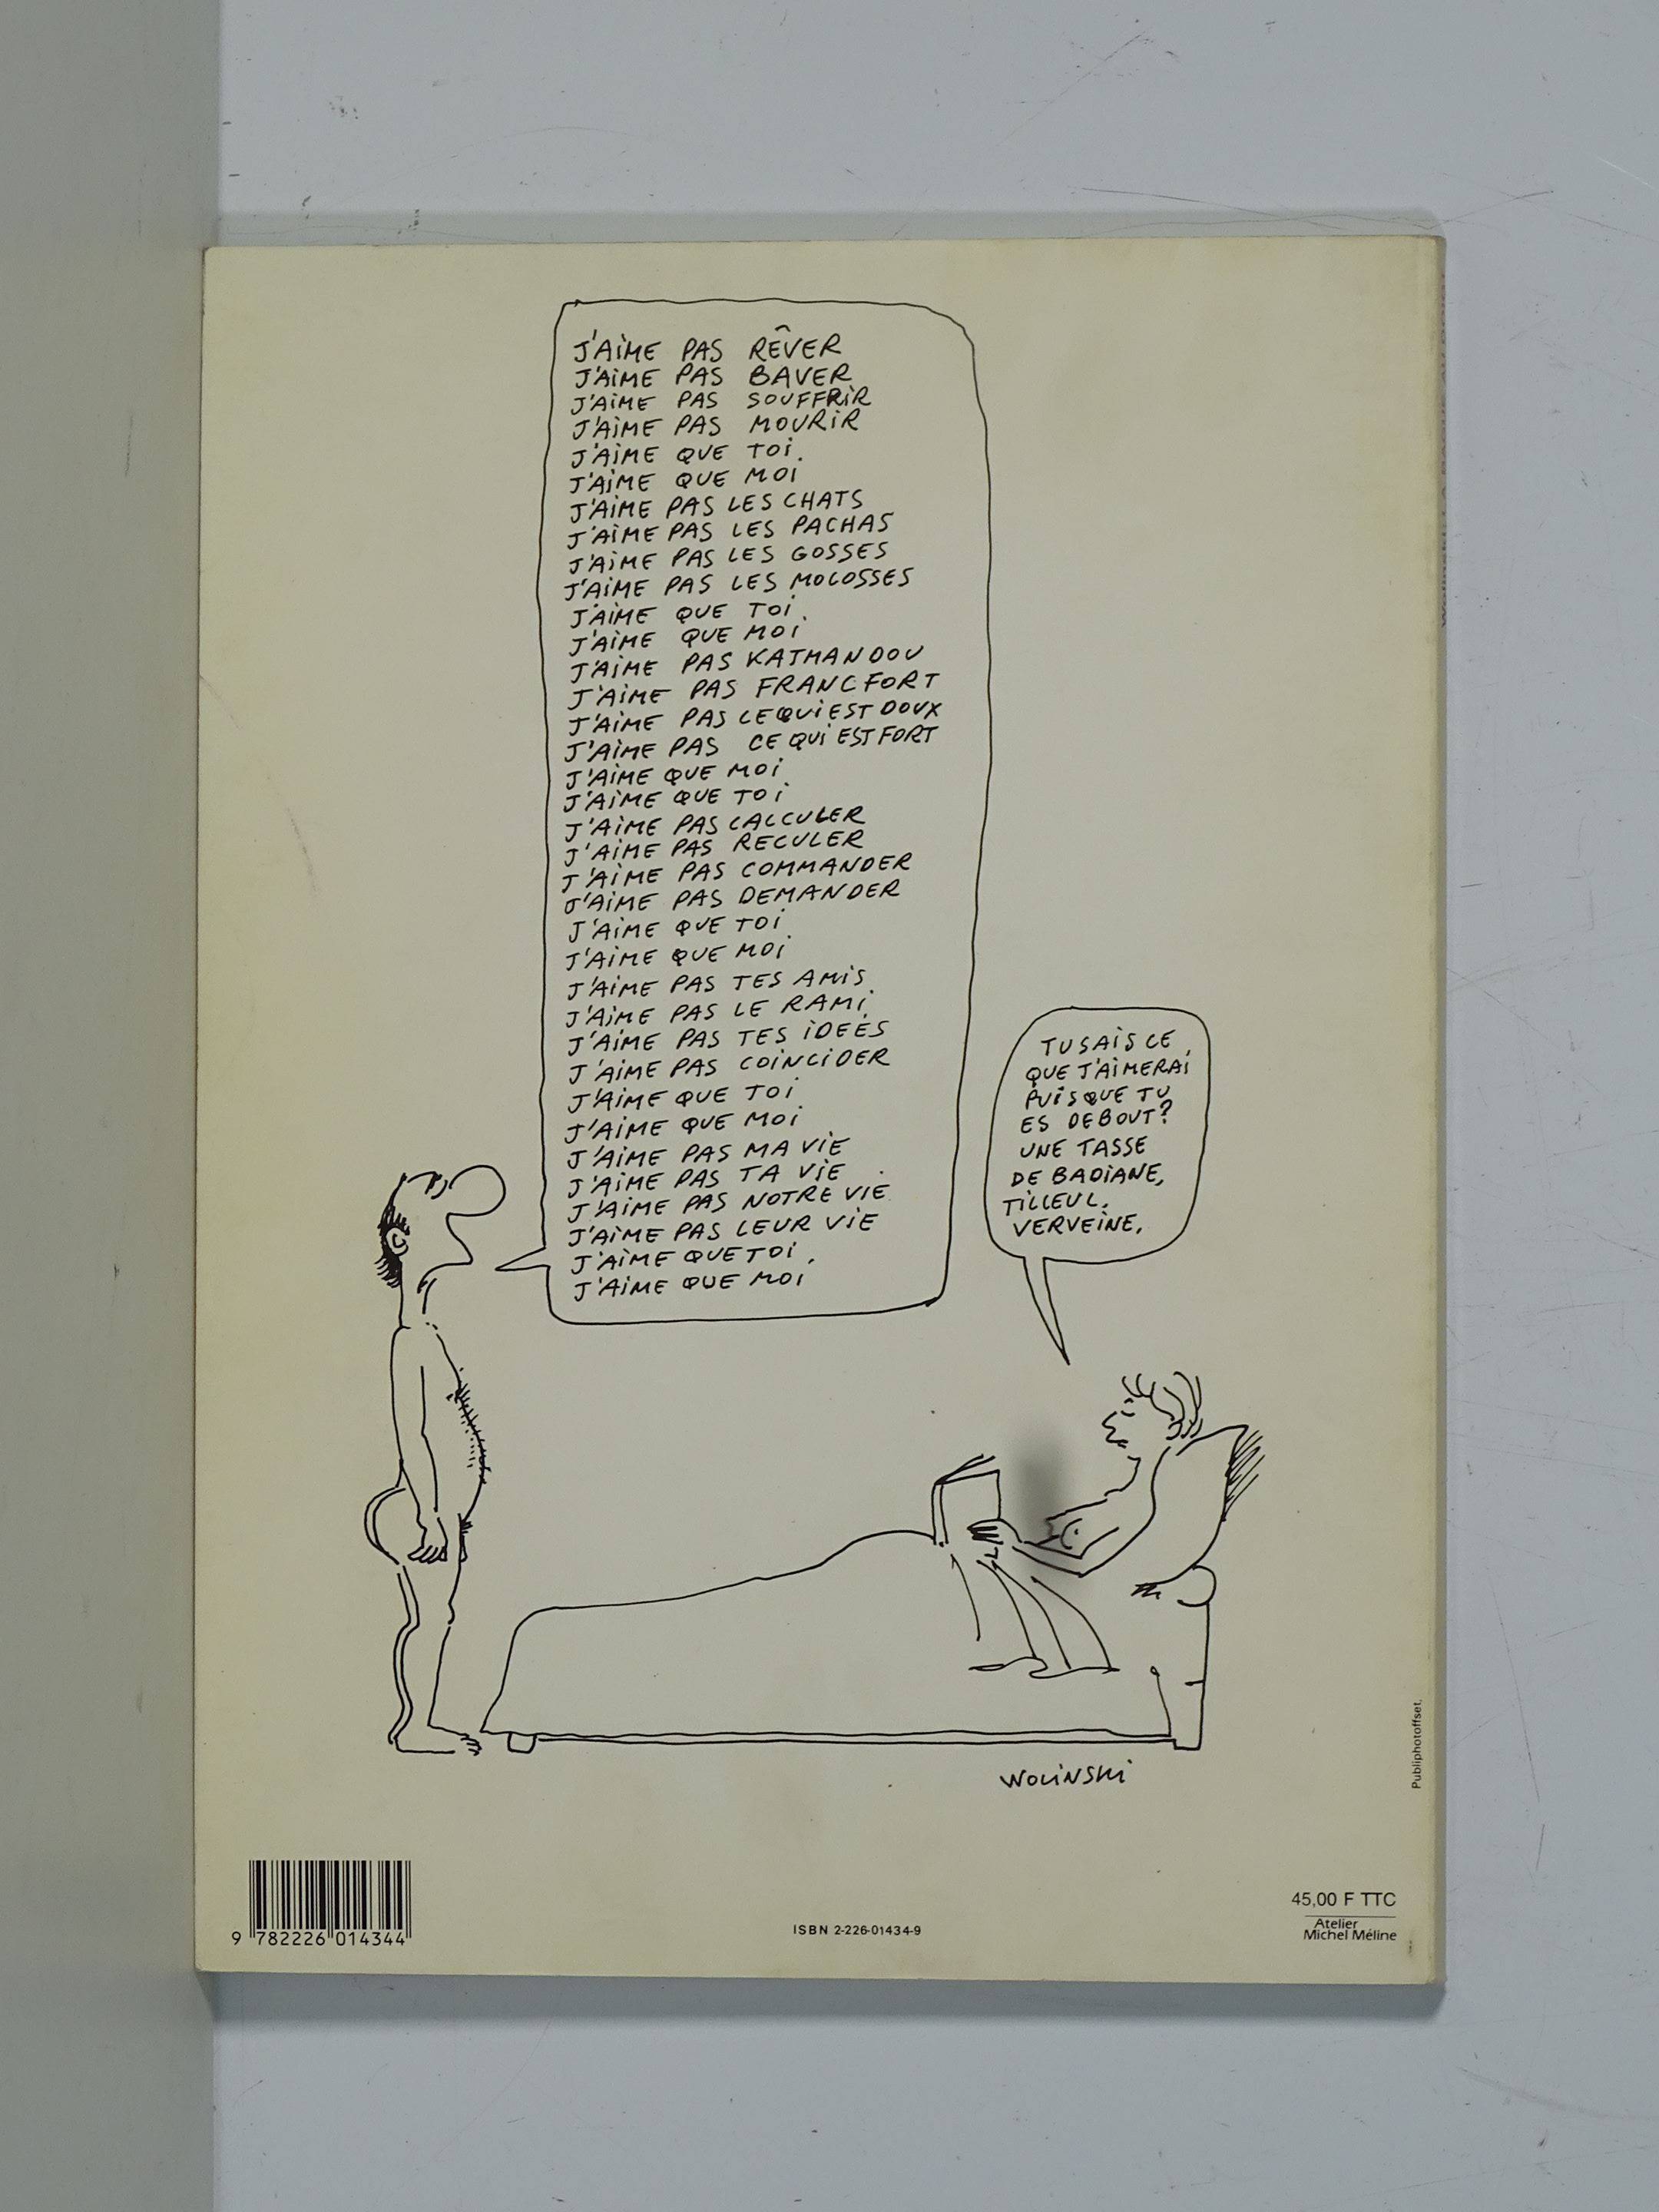 J'AIME PAS RÊVER
J'AIME PAS BAVER
J'AIME PAS SOUFFRIR
J'AIME PAS MOURIR
J'AIME QUE TOI.
J'AIME QUE MOI
J'AIME PAS LES CHATS
J'AIME PAS LES PACHAS
J'AIME PAS LES GOSSES
J'AIME PAS LES MOLOSSES
J'AIME QUE TOI.
J'AIME QUE MOI
J'AIME PAS KATMANDOU
J'AIME PAS FRANCFORT
J'AIME PAS CE QUI EST DOUX
J'AIME PAS CE QUI EST FORT
J'AIME QUE MOI
J'AIME QUE TOI
J'AIME PAS CALCULER
J'AIME PAS RECULER
J'AIME PAS COMMANDER
J'AIME PAS DEMANDER
J'AIME QUE TOI
J'AIME QUE MOI
J'AIME PAS TES AMIS
J'AIME PAS LE RAMI.
J'AIME PAS TES IDEÉS
J'AIME PAS COINCIDER
J'AIME QUE TOI
J'AIME QUE MOI
J'AIME PAS MA VIE
J'AIME PAS TA VIE
J'AIME PAS NOTRE VIE
J'AIME PAS LEUR VIE
J'AIME QUE TOI.
J'AIME QUE MOI
TU SAIS CE
QUE J'AIMERAI
PUISQUE TU
ES DEBOUT?
UNE TASSE
DE BADIANE,
TILLEUL,
VERVEINE.
WOLINSKI
Publiphotoffset.
9 782226 014344
ISBN 2-226-01434-9
45,00 F TTC
Atelier
Michel Méline